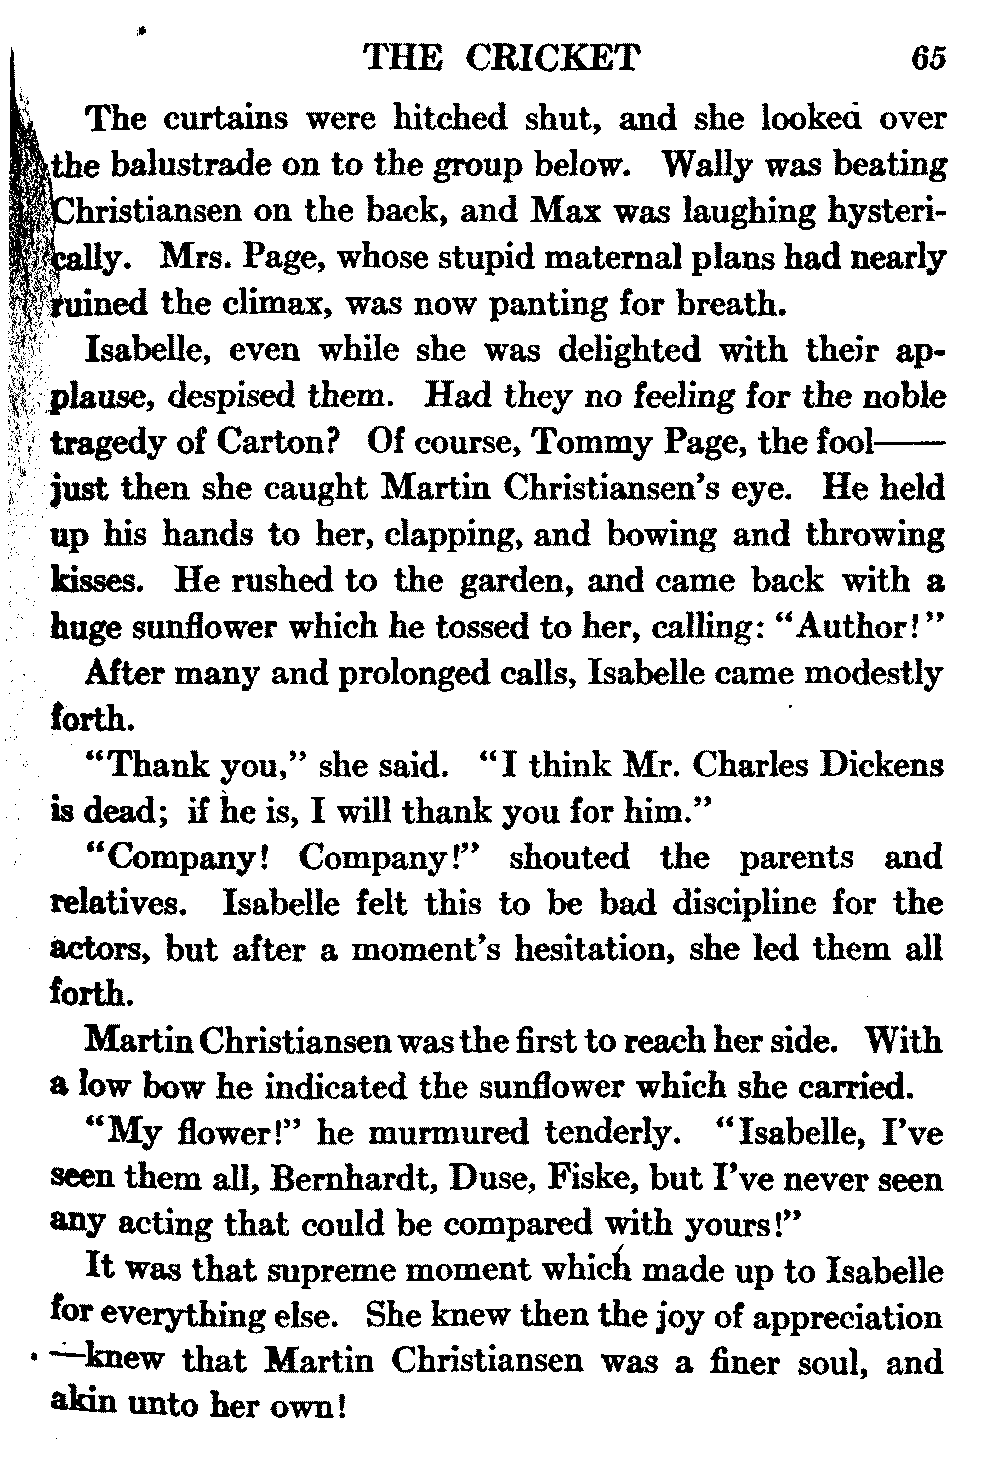 THE CRICKET 65
The curtains were hitched shut, and she looked over
the balustrade on to the group below. Wally was beating
Christiansen on the back, and Max was laughing hysteri-
cally. Mrs. Page, whose stupid maternal plans had nearly
ruined the climax, was now panting for breath.
Isabelle, even while she was delighted with their ap-
plause, despised them. Had they no feeling for the noble
tragedy of Carton? Of course, Tommy Page, the fool——
just then she caught Martin Christiansen's eye. He held
up his hands to her, clapping, and bowing and throwing
kisses. He rushed to the garden, and came back with a
huge sunflower which he tossed to her, calling: "Author!"
After many and prolonged calls, Isabelle came modestly
forth.
"Thank you," she said. "I think Mr. Charles Dickens
is dead; if he is, I will thank you for him."
"Company! Company!" shouted the parents and
relatives. Isabelle felt this to be bad discipline for the
actors, but after a moment's hesitation, she led them all
forth.
Martin Christiansen was the first to reach her side. With
a low bow he indicated the sunflower which she carried.
"My flower!" he murmured tenderly. "Isabelle, I've
seen them all, Bernhardt, Duse, Fiske, but I've never seen
any acting that could be compared with yours!"
It was that supreme moment which made up to Isabelle
for everything else. She knew then the joy of appreciation
—knew that Martin Christiansen was a finer soul, and
akin unto her own!